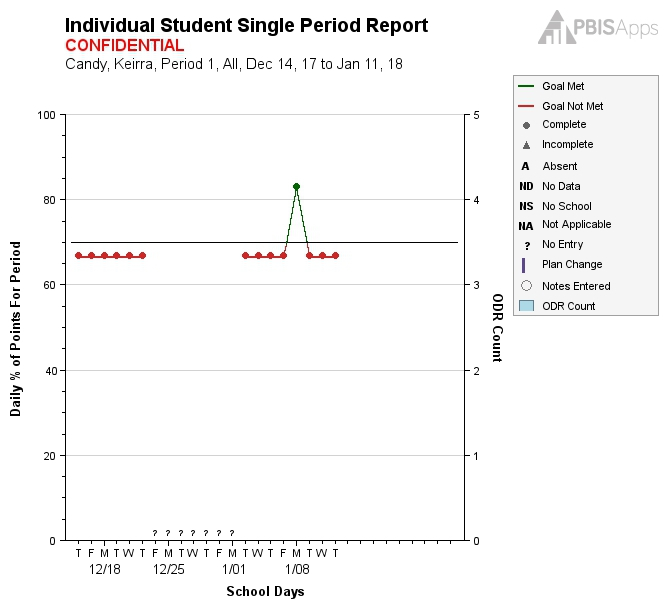 Individual Student Single Period Report
CONFIDENTIAL
Candy, Keirra, Period 1, All, Dec 14, 17 to Jan 11, 18
PBISApps
Goal Met
Goal Not Met
Complete
Incomplete
A Absent
ND No Data
NS No School
NA Not Applicable
? No Entry
Plan Change
Notes Entered
ODR Count
Daily % of Points For Period
100
80
60
40
20
0
5
4
3
2
1
0
ODR Count
? ? ? ? ? ? ?
T F M T W T F M T W T F M T W T F M T W T
12/18 12/25 1/01 1/08
School Days